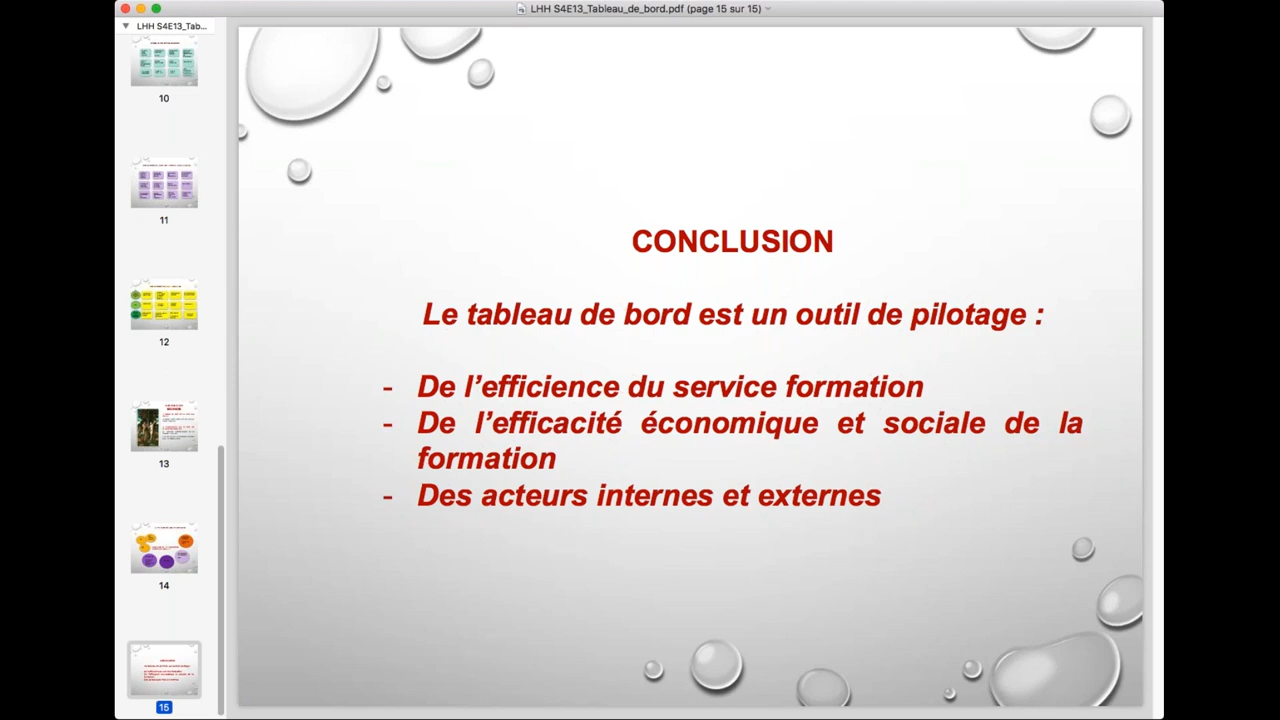 LHH S4E13_Tableau_de_bord.pdf (page 15 sur 15)
LHH S4E13_Tab...
10
11
12
13
14
15
CONCLUSION
Le tableau de bord est un outil de pilotage :
- De l’efficience du service formation
- De l’efficacité économique et sociale de la
formation
- Des acteurs internes et externes